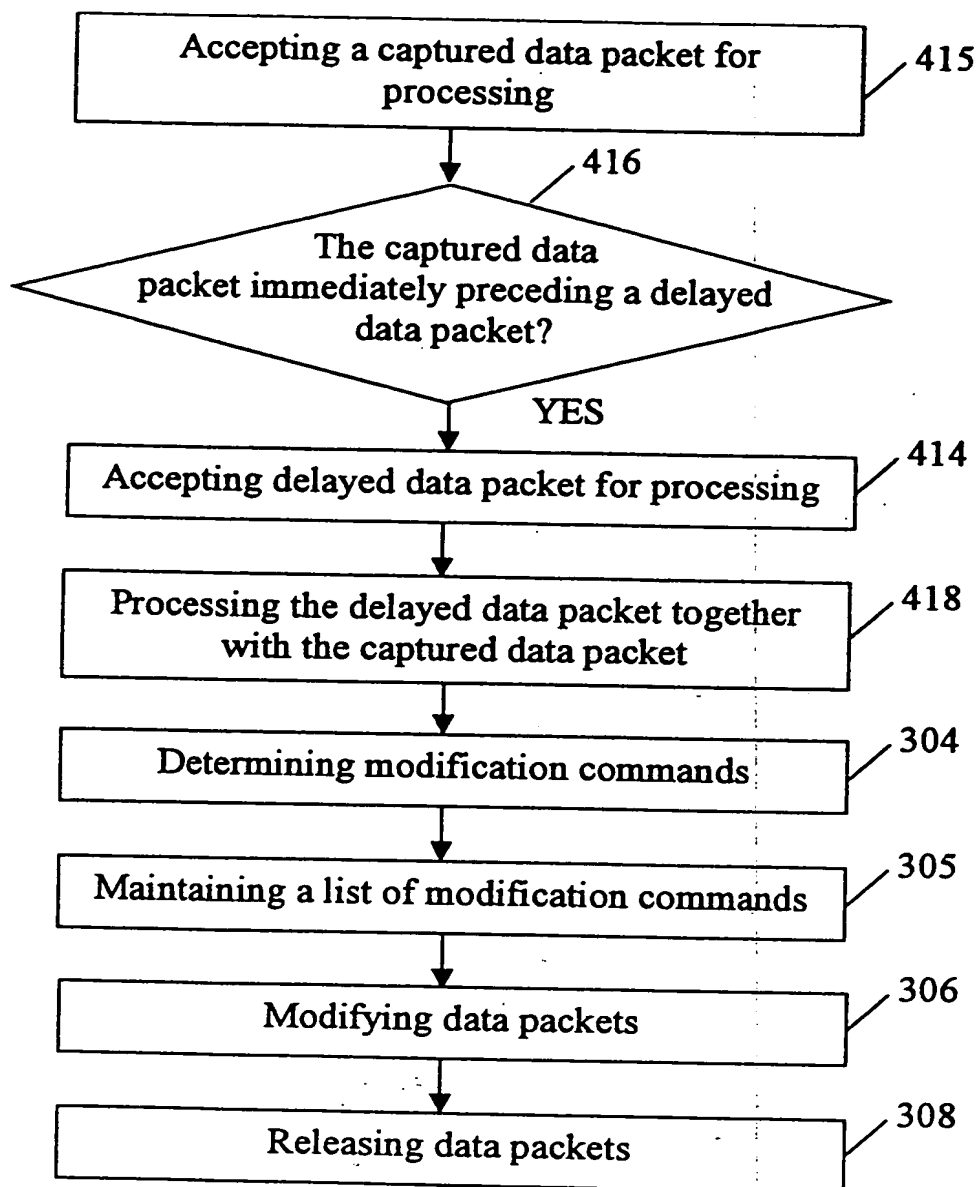 Accepting a captured data packet for
processing
415
416
The captured data
packet immediately preceding a delayed
data packet?
YES
414
Accepting delayed data packet for processing
418
Processing the delayed data packet together
with the captured data packet
304
Determining modification commands
305
Maintaining a list of modification commands
306
Modifying data packets
308
Releasing data packets